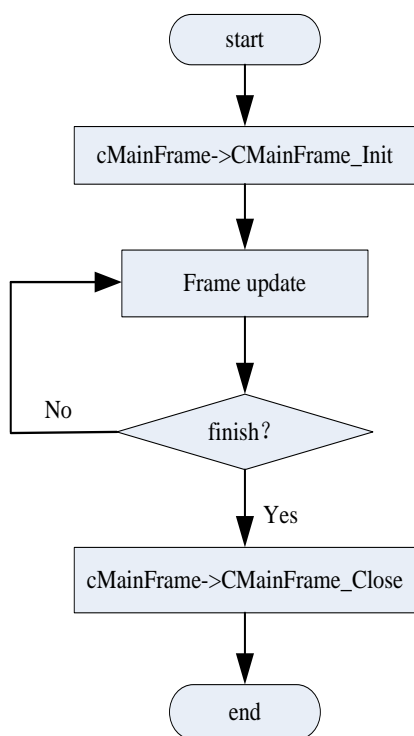 start
cMainFrame->CMainFrame_Init
Frame update
finish？
No
Yes
cMainFrame->CMainFrame_Close
end